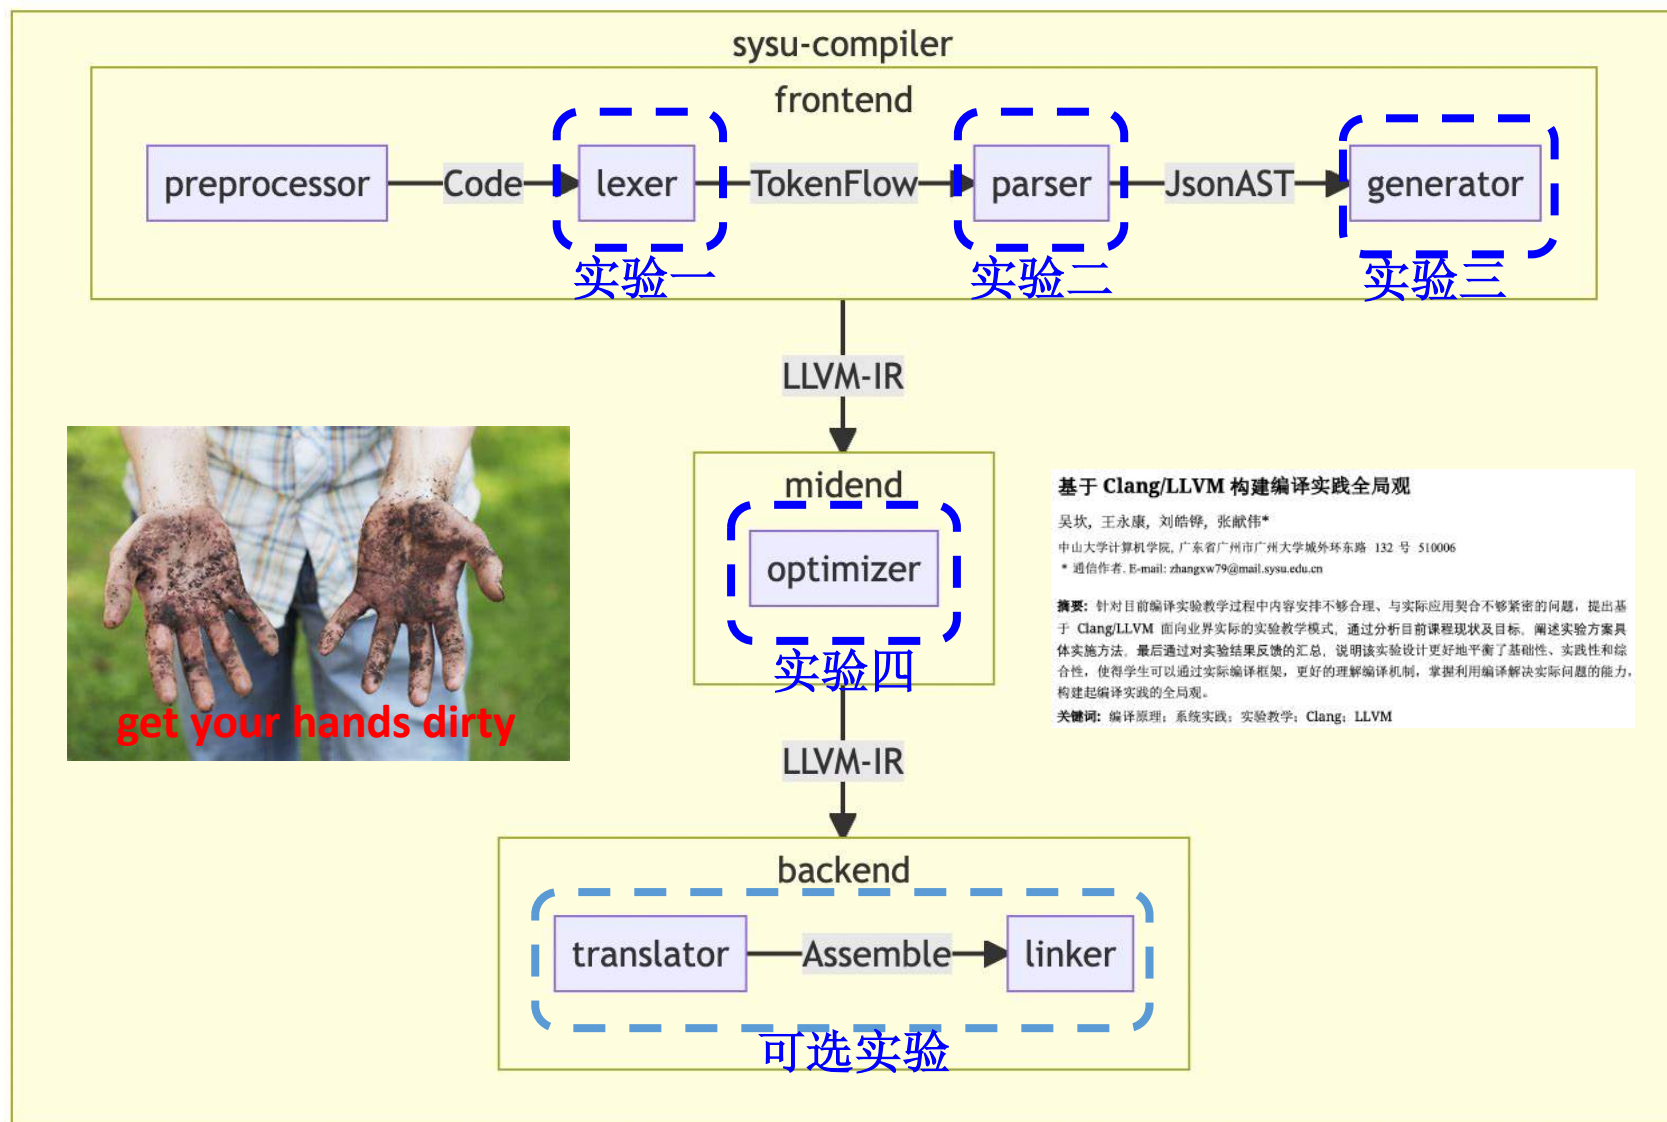 sysu-compiler
frontend
preprocessor
Code
lexer
TokenFlow
parser
JsonAST
generator
实验一
实验二
实验三
LLVM-IR
midend
optimizer
实验四
get your hands dirty
基于 Clang/LLVM 构建编译实践全局观
吴坎, 王永康, 刘皓铧, 张献伟*
中山大学计算机学院, 广东省广州市广州大学城外环东路 132 号 510006
* 通信作者. E-mail: zhangxw79@mail.sysu.edu.cn
摘要: 针对目前编译实验教学过程中内容安排不够合理、与实际应用契合不够紧密的问题, 提出基
于 Clang/LLVM 面向业界实际的实验教学模式, 通过分析目前课程现状及目标, 阐述实验方案具
体实施方法, 最后通过对实验结果反馈的汇总, 说明该实验设计更好地平衡了基础性、实践性和综
合性, 使得学生可以通过实际编译框架, 更好的理解编译机制, 掌握利用编译解决实际问题的能力,
构建起编译实践的全局观。
关键词: 编译原理; 系统实践; 实验教学; Clang; LLVM
LLVM-IR
backend
translator
Assemble
linker
可选实验